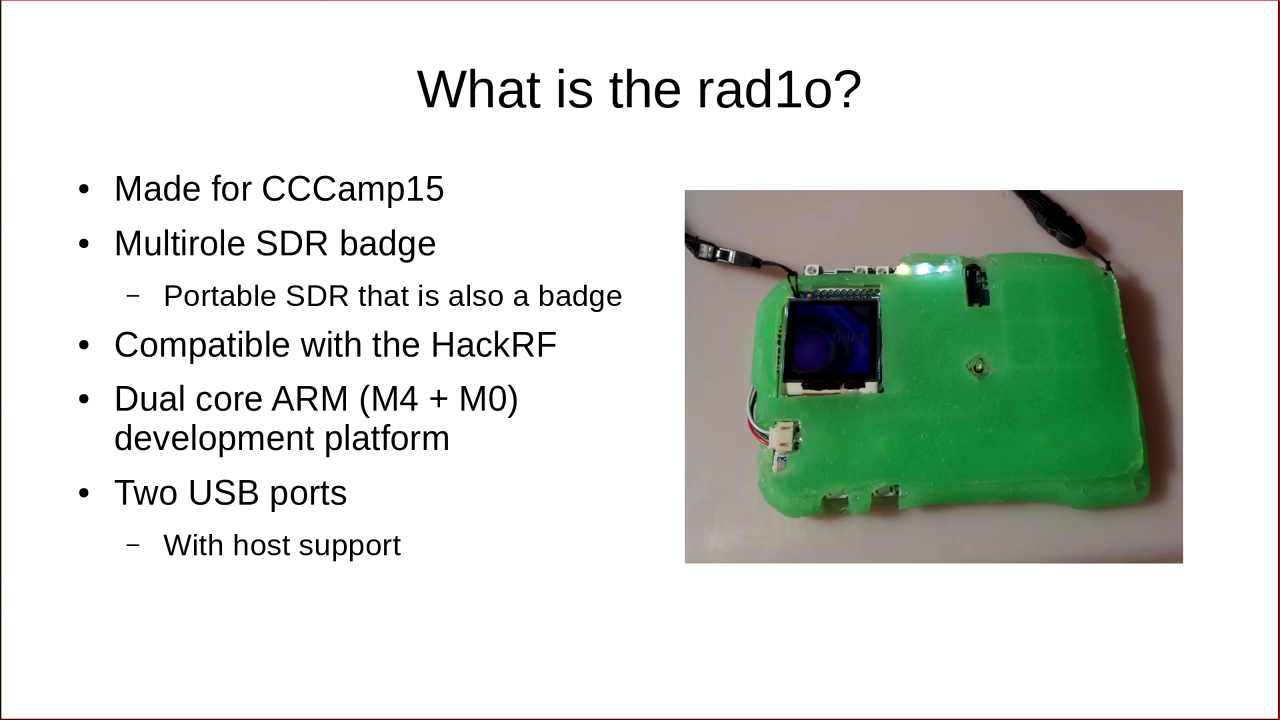 What is the rad1o?
• Made for CCCamp15
• Multirole SDR badge
– Portable SDR that is also a badge
• Compatible with the HackRF
• Dual core ARM (M4 + M0)
development platform
• Two USB ports
– With host support